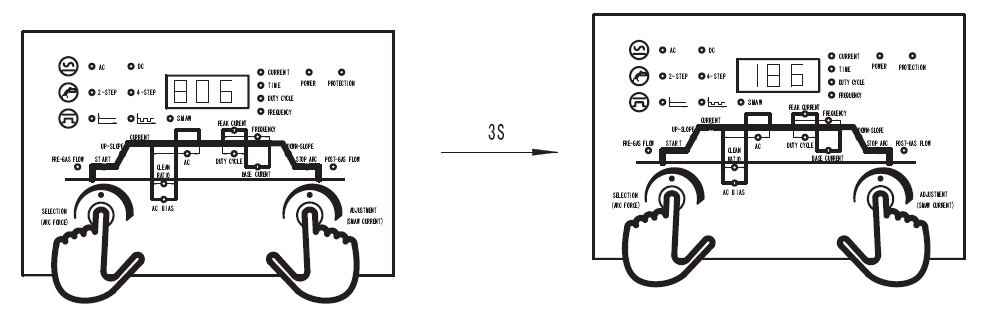 AC
DC
2-STEP
4-STEP
SMAW
806
CURRENT
TIME
DUTY CYCLE
FREQUENCY
POWER
PROTECTION
PRE-GAS FLOW
START
UP-SLOPE
CURRENT
CLEAN
RATIO
AC BIAS
AC
PEAK CURENT
FREQUENCY
DUTY CYCLE
BASE CURENT
DOWN-SLOPE
STOP ARC
POST-GAS FLOW
SELECTION
(ARC FORCE)
ADJUSTMENT
(SMAW CURRENT)
3S
AC
DC
2-STEP
4-STEP
SMAW
186
CURRENT
TIME
DUTY CYCLE
FREQUENCY
POWER
PROTECTION
PRE-GAS FLOW
START
UP-SLOPE
CURRENT
CLEAN
RATIO
AC BIAS
AC
PEAK CURRENT
FREQUENCY
DUTY CYCLE
BASE CURRENT
DOWN-SLOPE
STOP ARC
POST-GAS FLOW
SELECTION
(ARC FORCE)
ADJUSTMENT
(SMAW CURRENT)